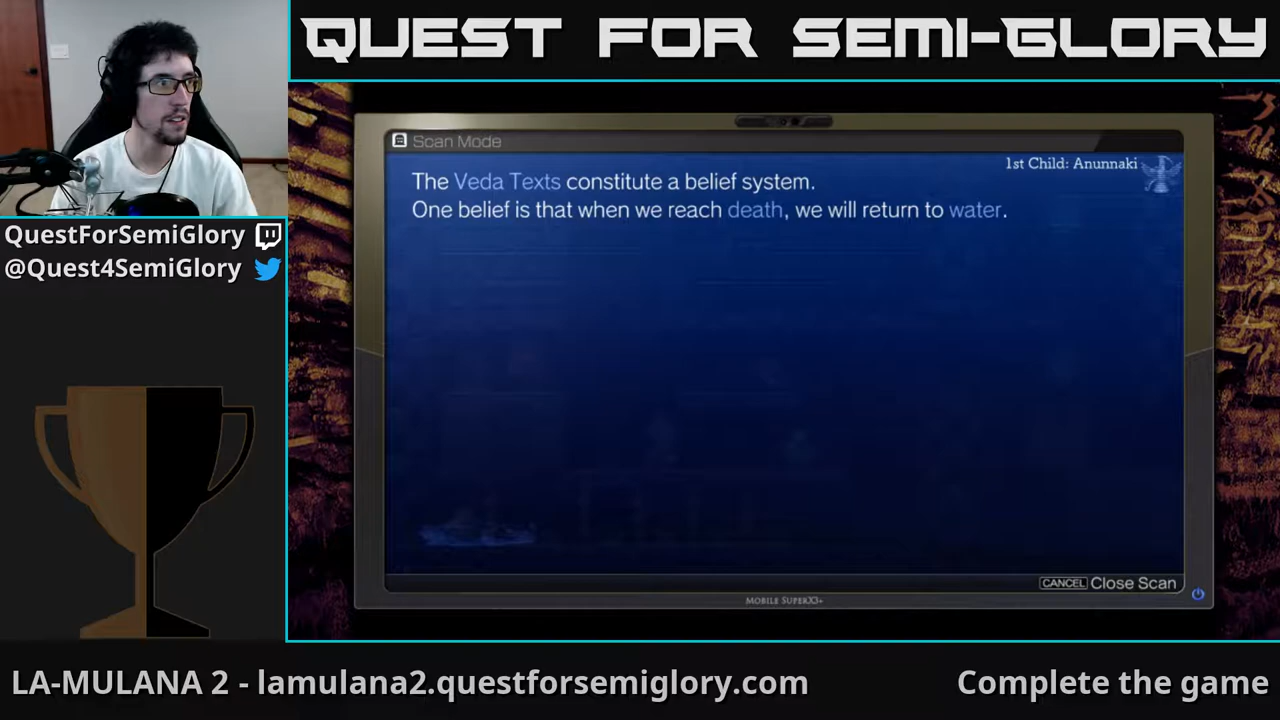 QUEST FOR SEMI-GLORY
Scan Mode
1st Child: Anunnaki
The Veda Texts constitute a belief system.
One belief is that when we reach death, we will return to water.
QuestForSemiGlory
@Quest4SemiGlory
CANCEL Close Scan
MOBILE SUPERX3+
LA-MULANA 2 - lamulana2.questforsemiglory.com
Complete the game